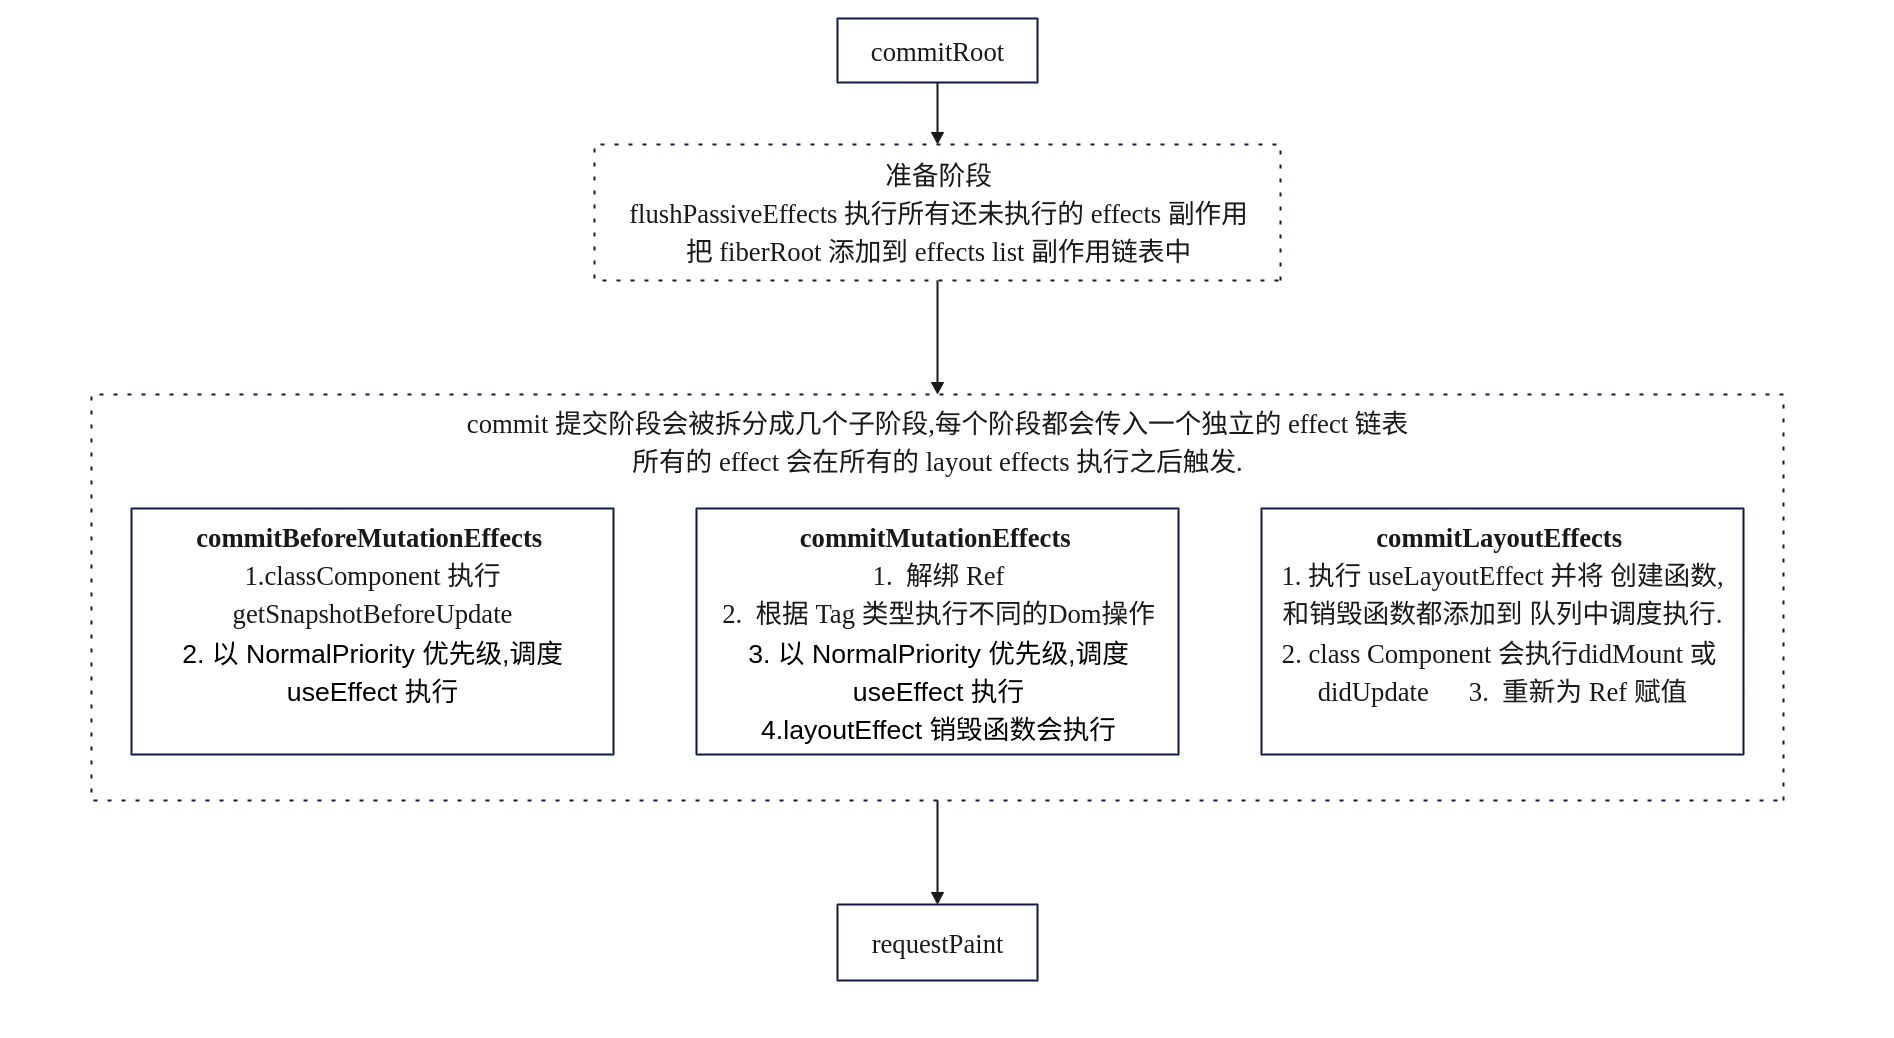 commitRoot
准备阶段
flushPassiveEffects 执行所有还未执行的 effects 副作用
把 fiberRoot 添加到 effects list 副作用链表中
commit 提交阶段会被拆分成几个子阶段,每个阶段都会传入一个独立的 effect 链表
所有的 effect 会在所有的 layout effects 执行之后触发.
commitBeforeMutationEffects
1.classComponent 执行
getSnapshotBeforeUpdate
2. 以 NormalPriority 优先级,调度
useEffect 执行
commitMutationEffects
1. 解绑 Ref
2. 根据 Tag 类型执行不同的Dom操作
3. 以 NormalPriority 优先级,调度
useEffect 执行
4.layoutEffect 销毁函数会执行
commitLayoutEffects
1. 执行 useLayoutEffect 并将 创建函数,
和销毁函数都添加到 队列中调度执行.
2. class Component 会执行didMount 或
didUpdate 3. 重新为 Ref 赋值
requestPaint